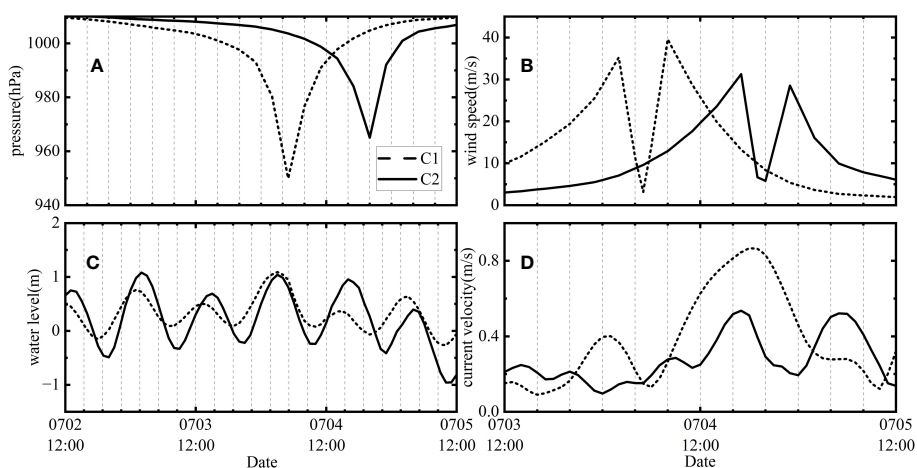 1000
980
960
940
pressure(hPa)
A
C1
C2
40
30
20
10
0
wind speed(m/s)
B
2
1
0
−1
water level(m)
C
0702
12:00
0703
12:00
0704
12:00
0705
12:00
Date
0.8
0.4
0.0
current velocity(m/s)
D
0703
12:00
0704
12:00
0705
12:00
Date